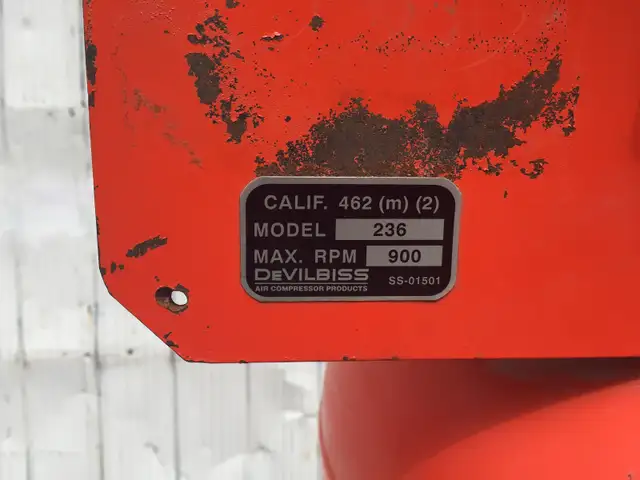 CALIF. 462 (m) (2)
MODEL 236
MAX. RPM 900
DEVILBISS SS-01501
AIR COMPRESSOR PRODUCTS